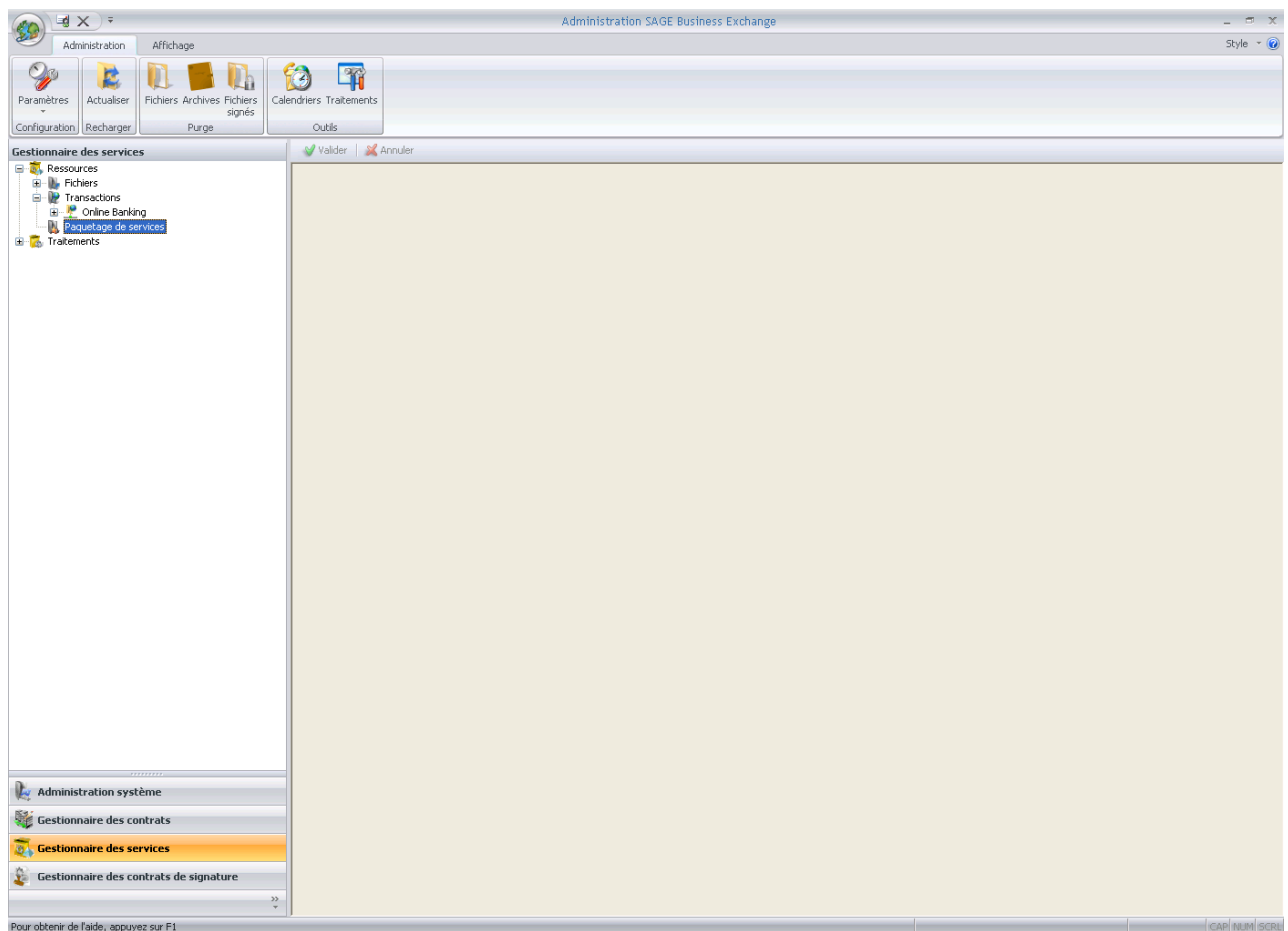 Administration SAGE Business Exchange
Administration Affichage Style
Paramètres Actualiser Fichiers Archives Fichiers signés Calendriers Traitements
Configuration Recharger Purge Outils
Gestionnaire des services Valider Annuler
Ressources
Fichiers
Transactions
Online Banking
Paquetage de services
Traitements
Administration système
Gestionnaire des contrats
Gestionnaire des services
Gestionnaire des contrats de signature
Pour obtenir de l'aide, appuyez sur F1 CAP NUM SCRL